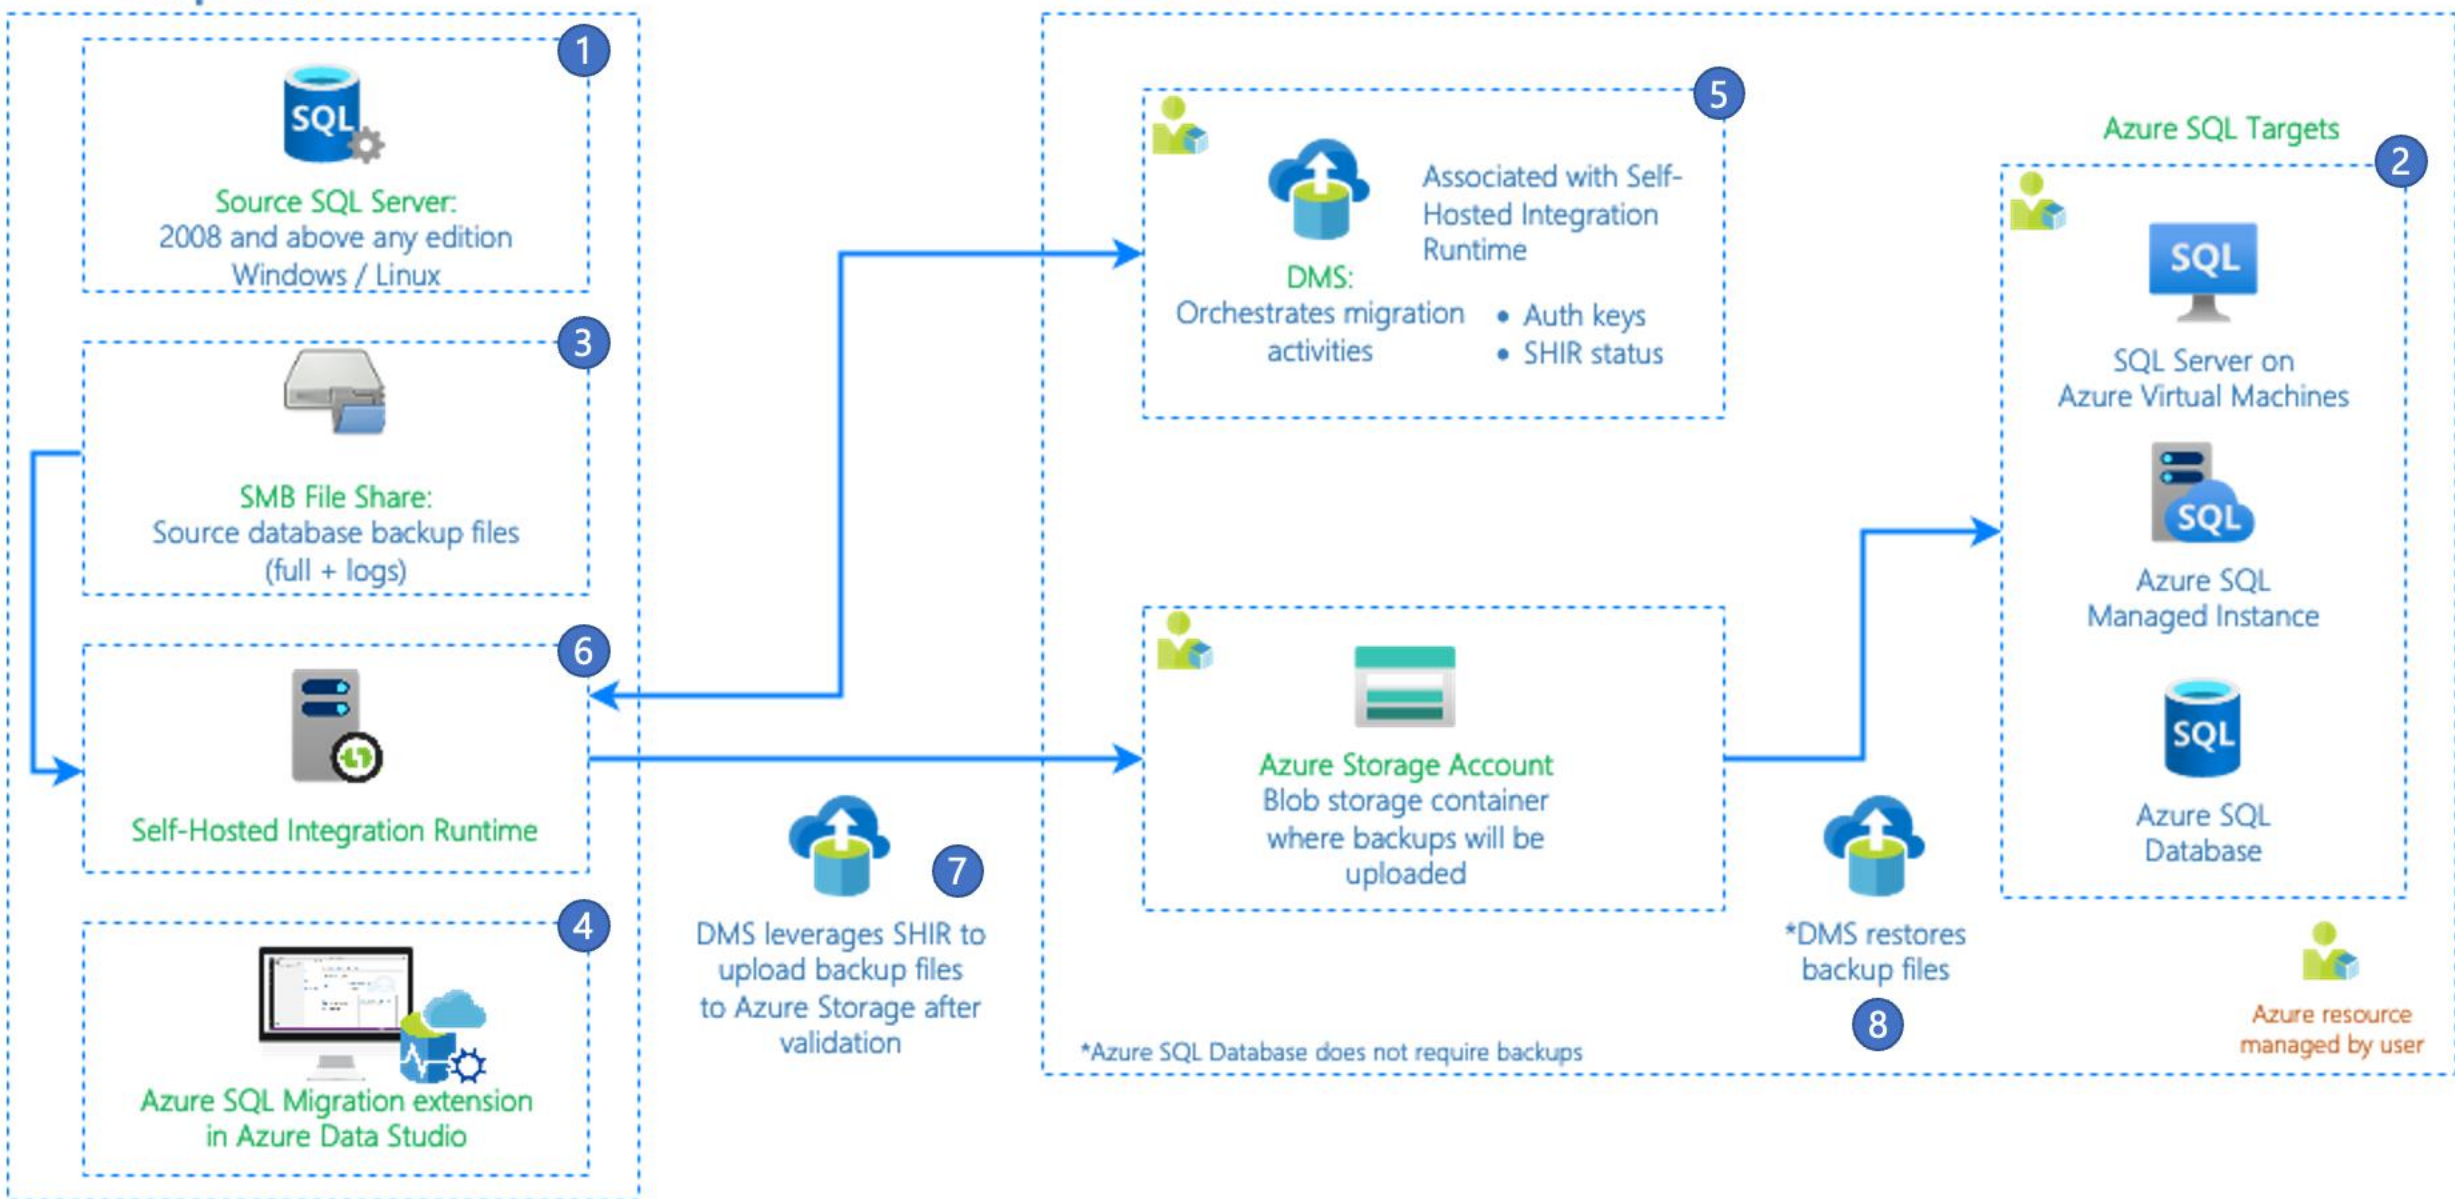 1
SQL
Source SQL Server:
2008 and above any edition
Windows / Linux
3
SMB File Share:
Source database backup files
(full + logs)
6
Self-Hosted Integration Runtime
4
Azure SQL Migration extension
in Azure Data Studio
7
DMS leverages SHIR to
upload backup files
to Azure Storage after
validation
5
Associated with Self-
Hosted Integration
Runtime
DMS:
Orchestrates migration
activities
• Auth keys
• SHIR status
Azure Storage Account
Blob storage container
where backups will be
uploaded
*Azure SQL Database does not require backups
*DMS restores
backup files
8
Azure SQL Targets
2
SQL
SQL Server on
Azure Virtual Machines
SQL
Azure SQL
Managed Instance
SQL
Azure SQL
Database
Azure resource
managed by user